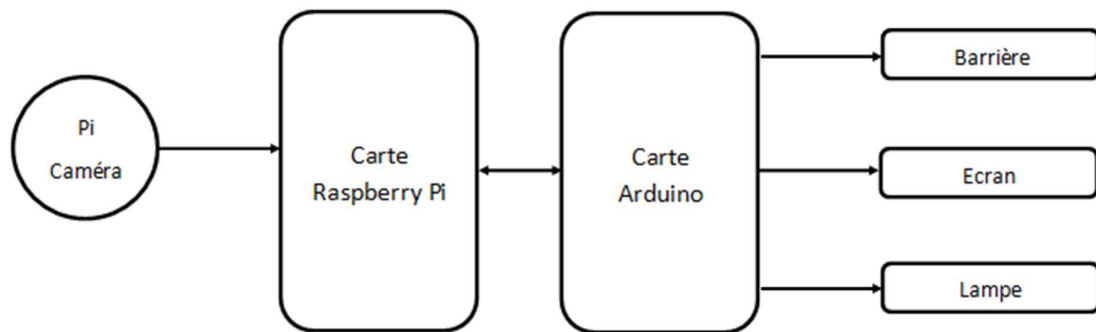 Pi
Caméra
Carte
Raspberry Pi
Carte
Arduino
Barrière
Ecran
Lampe